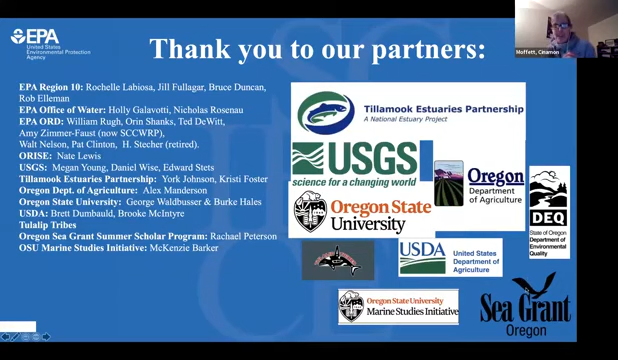 EPA
United States
Environmental Protection
Agency
Thank you to our partners:
Moffett, Cinamon
EPA Region 10: Rochelle Labiosa, Jill Fullagar, Bruce Duncan,
Rob Elleman
EPA Office of Water: Holly Galavotti, Nicholas Rosenau
EPA ORD: William Rugh, Orin Shanks, Ted DeWitt,
Amy Zimmer-Faust (now SCCWRP),
Walt Nelson, Pat Clinton, H. Stecher (retired).
ORISE: Nate Lewis
USGS: Megan Young, Daniel Wise, Edward Stets
Tillamook Estuaries Partnership: York Johnson, Kristi Foster
Oregon Dept. of Agriculture: Alex Manderson
Oregon State University: George Waldbusser & Burke Hales
USDA: Brett Dumbauld, Brooke McIntyre
Tulalip Tribes
Oregon Sea Grant Summer Scholar Program: Rachael Peterson
OSU Marine Studies Initiative: McKenzie Barker
Tillamook Estuaries Partnership
A National Estuary Project
USGS
science for a changing world
Oregon
Department
of Agriculture
Oregon State
University
DEQ
State of Oregon
Department of
Environmental
Quality
USDA
United States
Department of
Agriculture
Oregon State University
Marine Studies Initiative
Sea Grant
Oregon